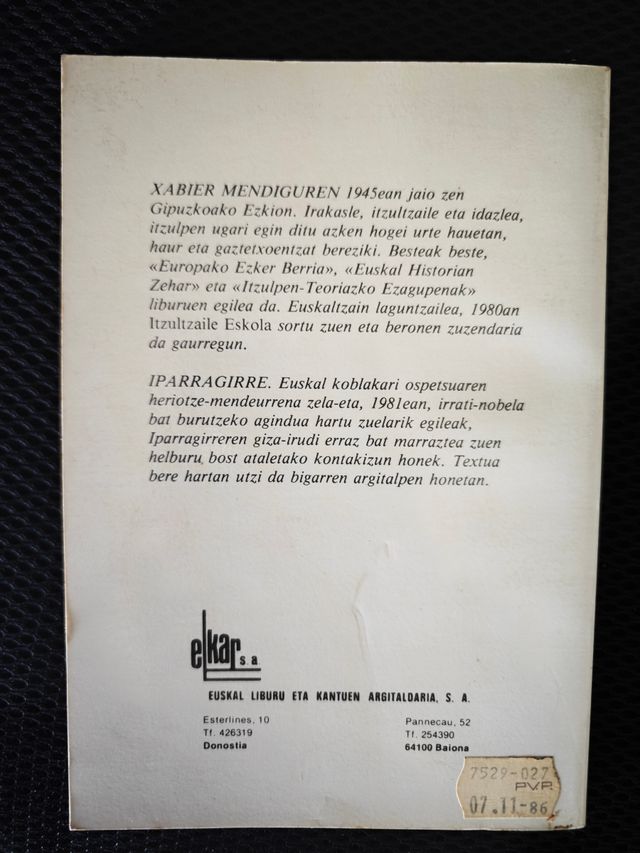 XABIER MENDIGUREN 1945ean jaio zen
Gipuzkoako Ezkion. Irakasle, itzultzaile eta idazlea,
itzulpen ugari egin ditu azken hogei urte hauetan,
haur eta gaztetxoentzat bereziki. Besteak beste,
«Europako Ezker Berria», «Euskal Historian
Zehar» eta «Itzulpen-Teoriazko Ezagupenak»
liburuen egilea da. Euskaltzain laguntzailea, 1980an
Itzultzaile Eskola sortu zuen eta beronen zuzendaria
da gaurregun.
IPARRAGIRRE. Euskal koblakari ospetsuaren
heriotze-mendeurrena zela-eta, 1981ean, irrati-nobela
bat burutzeko agindua hartu zuelarik egileak,
Iparragirreren giza-irudi erraz bat marraztea zuen
helburu, bost ataletako kontakizun honek. Textua
bere hartan utzi da bigarren argitalpen honetan.
elkar s.a.
EUSKAL LIBURU ETA KANTUEN ARGITALDARIA, S. A.
Esterlines, 10
Tf. 426319
Donostia
Pannecau, 52
Tf. 254390
64100 Baiona
7529-027
P.V.P.
07.11-86